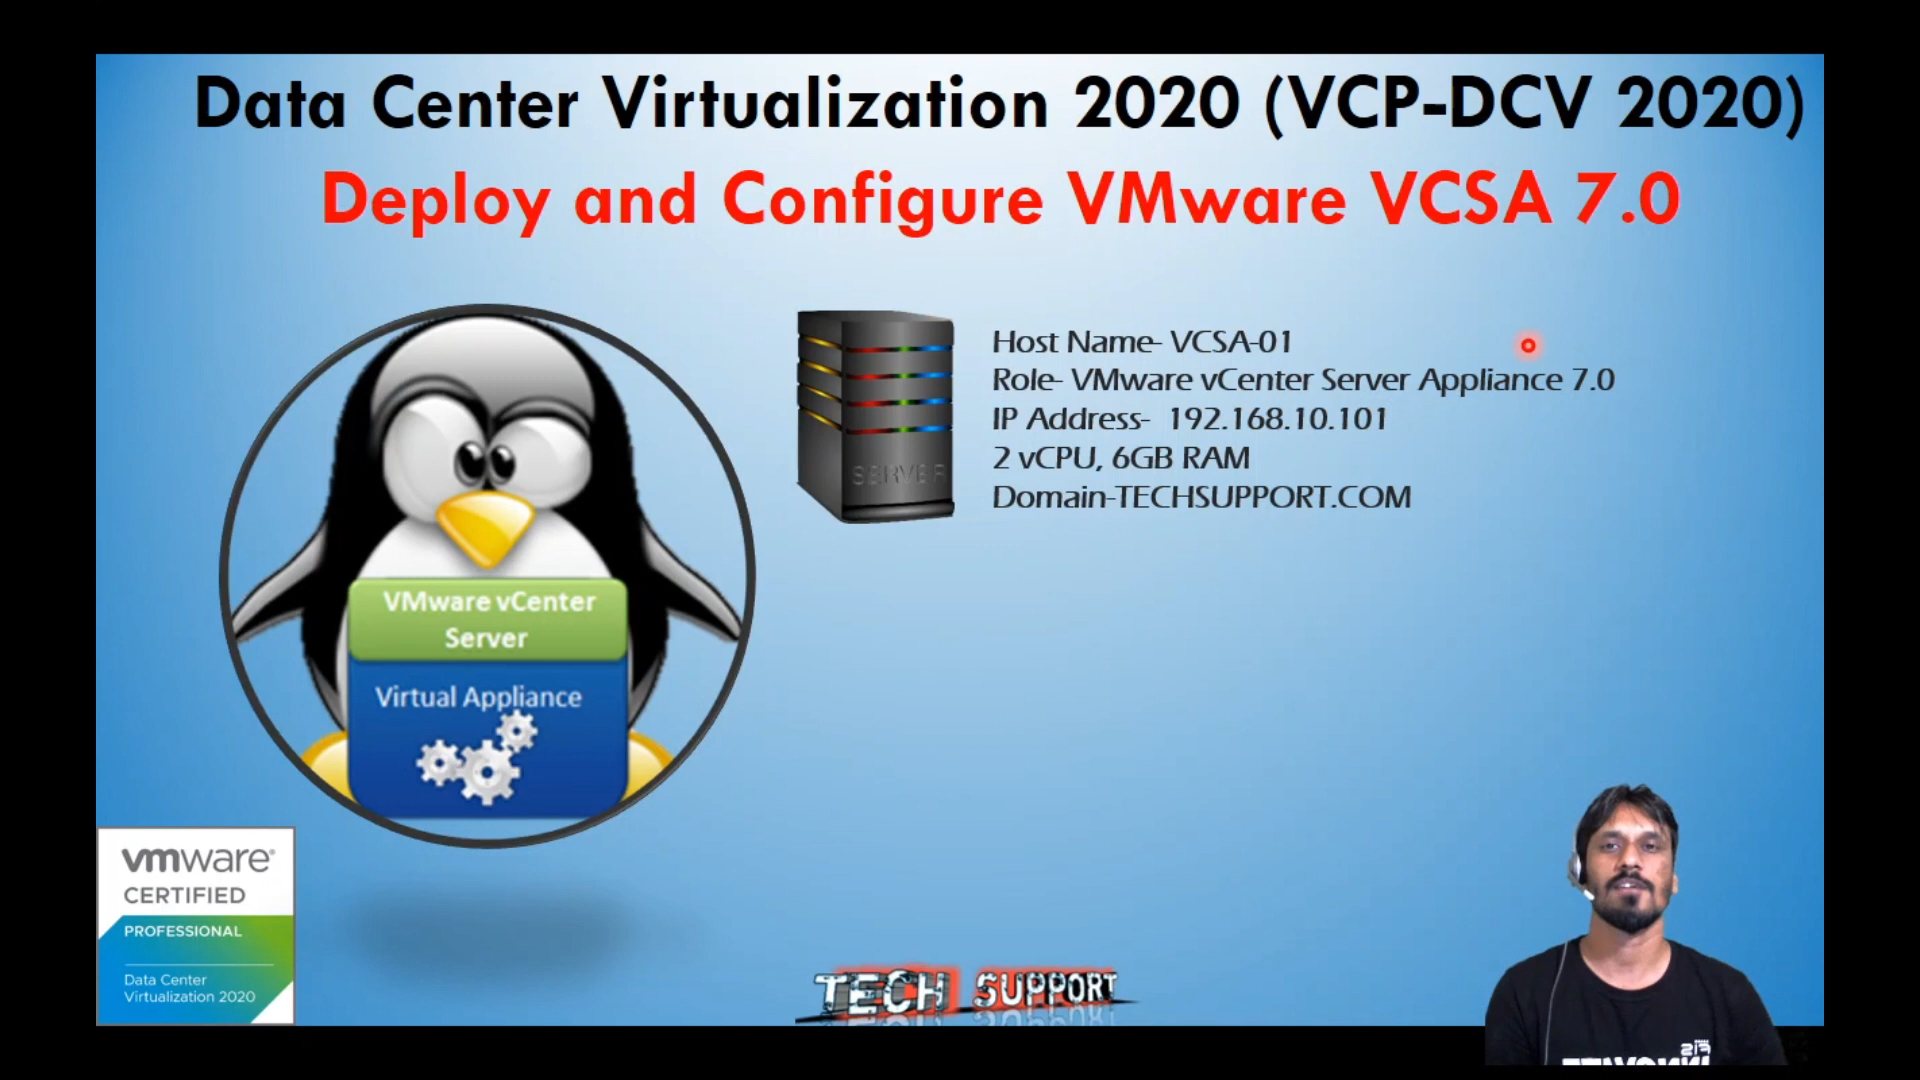 Data Center Virtualization 2020 (VCP-DCV 2020)
Deploy and Configure VMware VCSA 7.0
Host Name- VCSA-01
Role- VMware vCenter Server Appliance 7.0
IP Address- 192.168.10.101
2 vCPU, 6GB RAM
Domain-TECHSUPPORT.COM
SERVER
VMware vCenter
Server
Virtual Appliance
vmware®
CERTIFIED
PROFESSIONAL
Data Center
Virtualization 2020
TECH SUPPORT